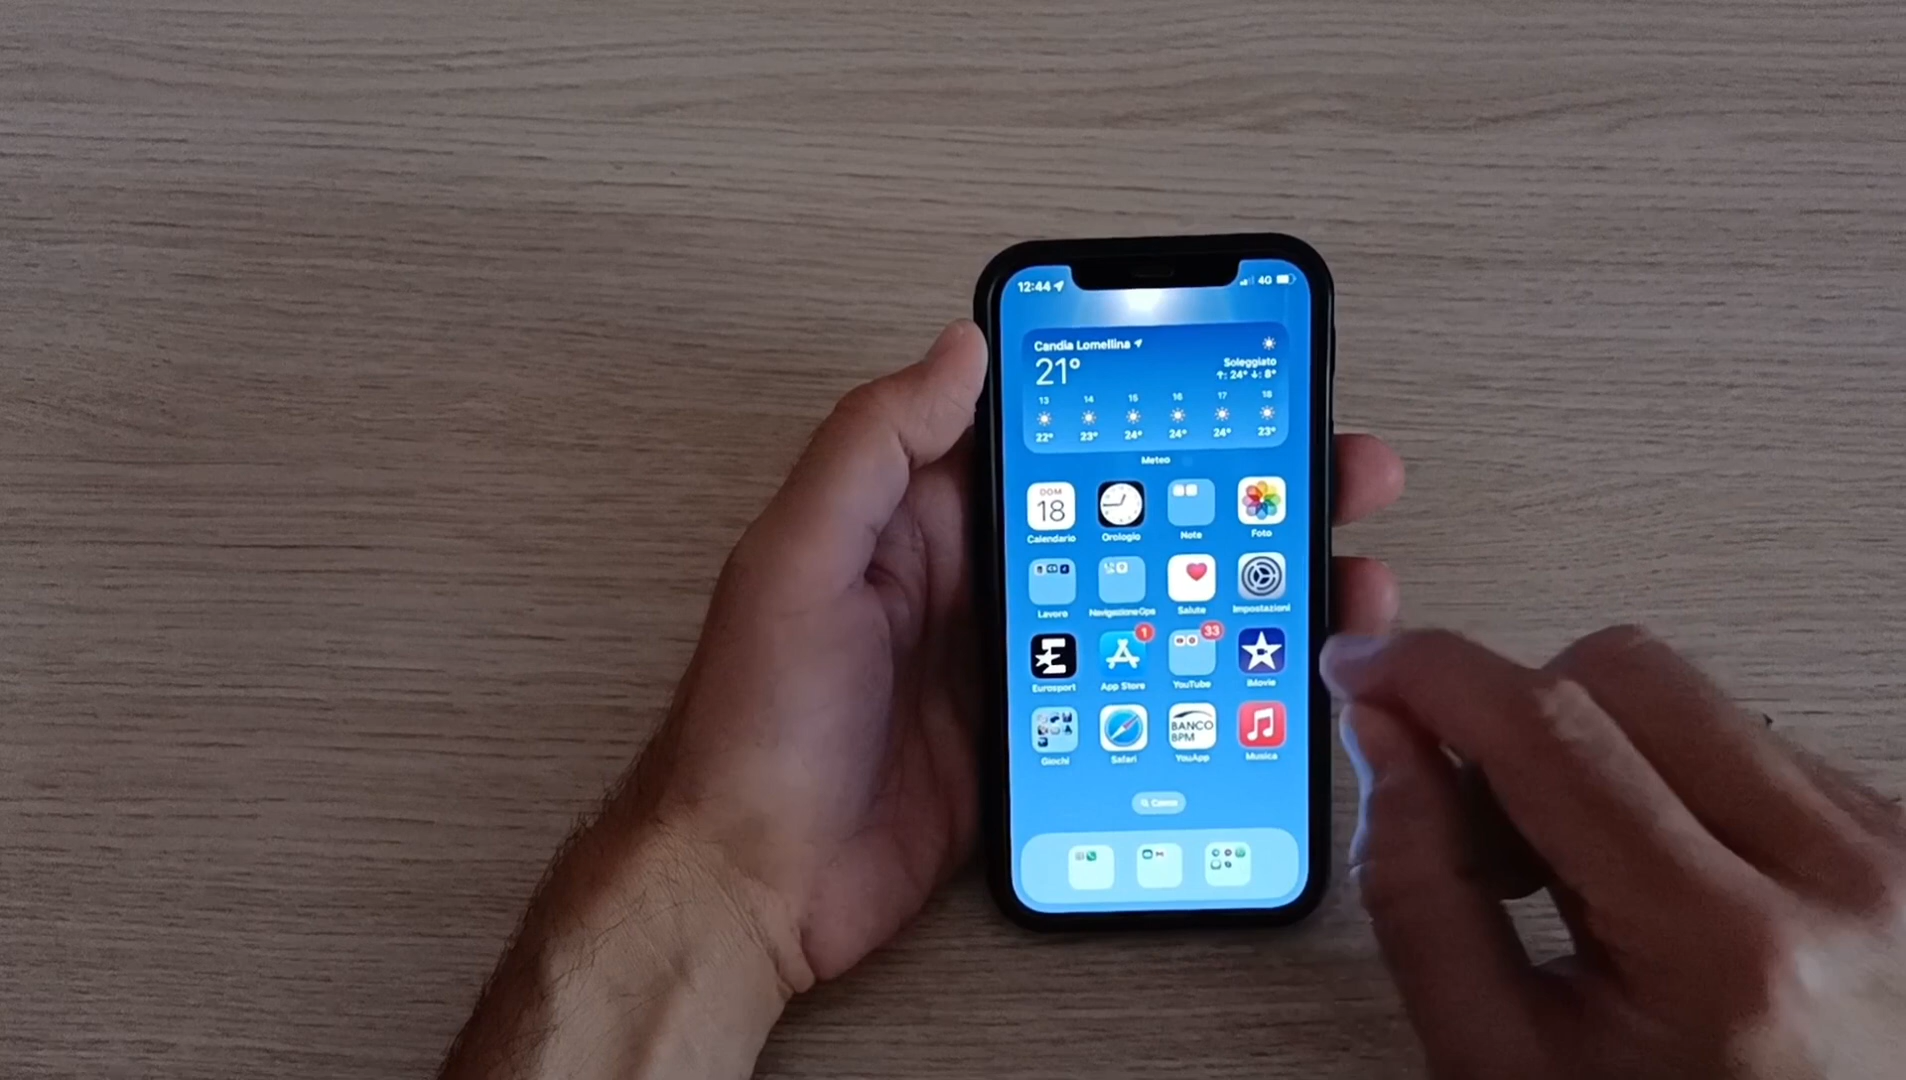 12:44
4G
Candia Lomellina
21°
Soleggiato
↑: 24° ↓: 8°
13 14 15 16 17 18
22° 23° 24° 24° 24° 23°
Meteo
DOM
18
Calendario Orologio Note Foto
Lavoro Navigazione Gps Salute Impostazioni
1 33
Eurosport App Store YouTube iMovie
BANCO
BPM
Giochi Safari YouApp Musica
Cerca